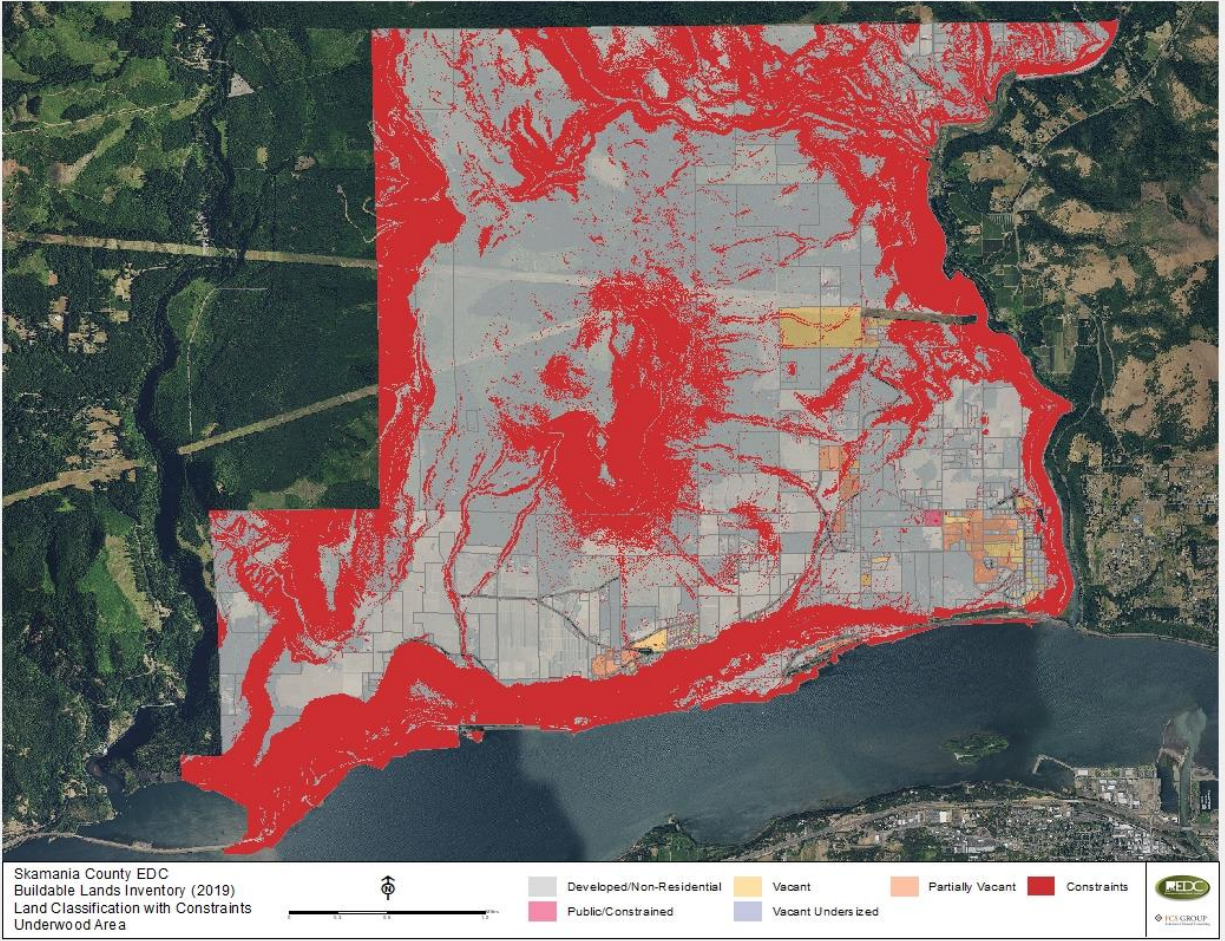 Skamania County EDC
Buildable Lands Inventory (2019)
Land Classification with Constraints
Underwood Area
N
Developed/Non-Residential
Public/Constrained
Vacant
Vacant Undersized
Partially Vacant
Constraints
EDC
FCS GROUP